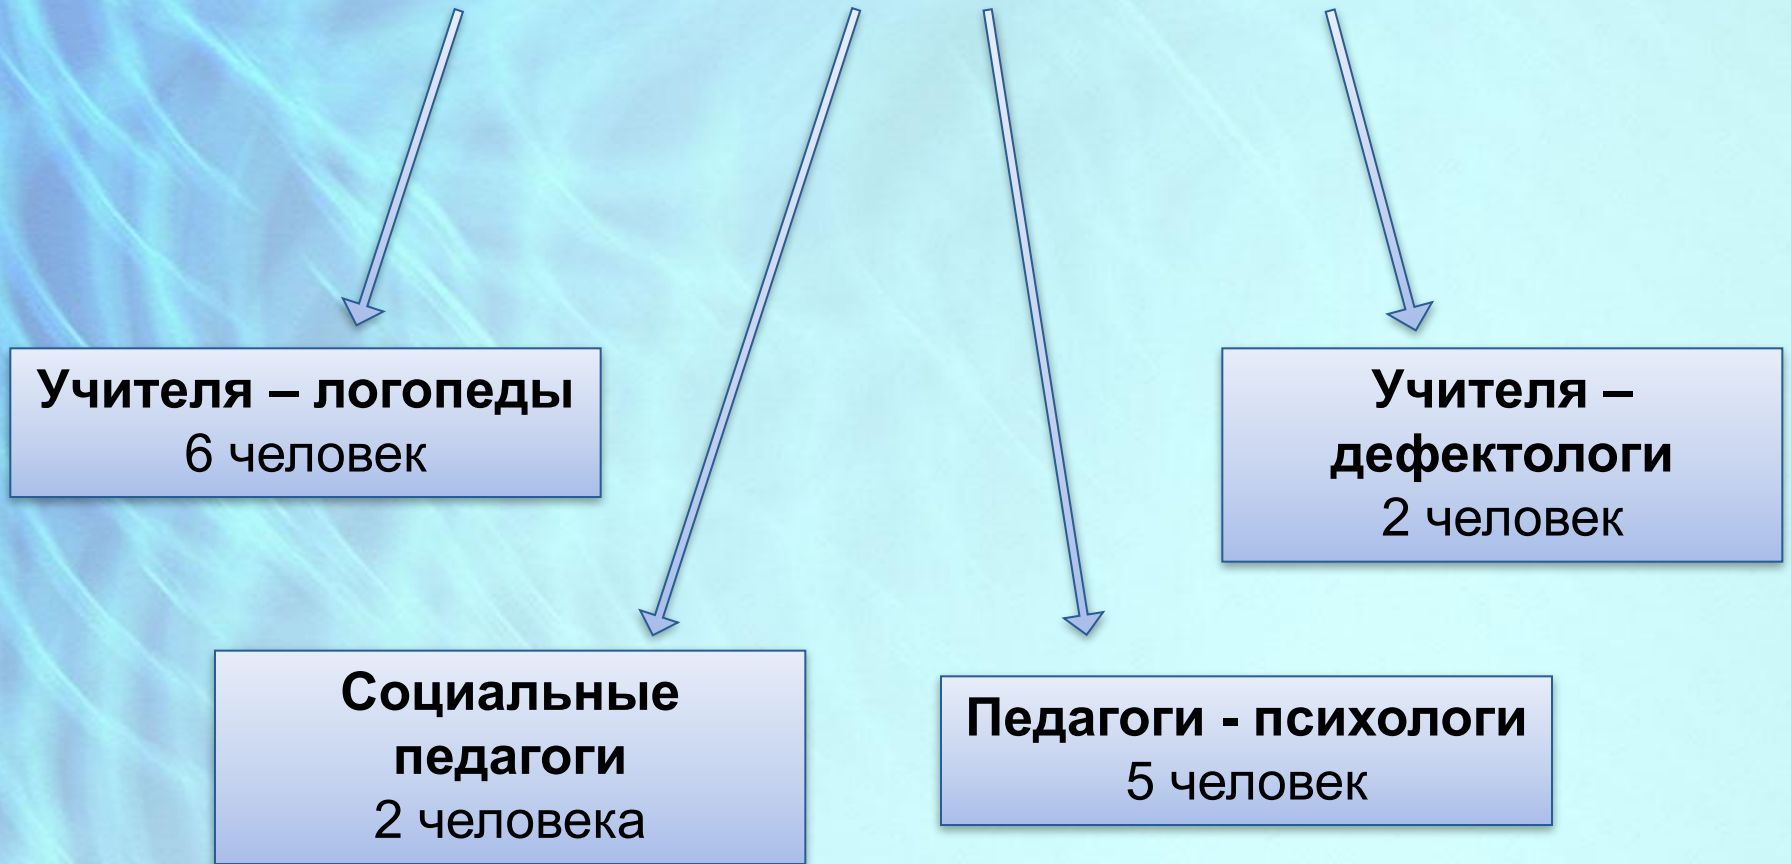 Учителя – логопеды
6 человек
Учителя –
дефектологи
2 человек
Социальные
педагоги
2 человека
Педагоги - психологи
5 человек